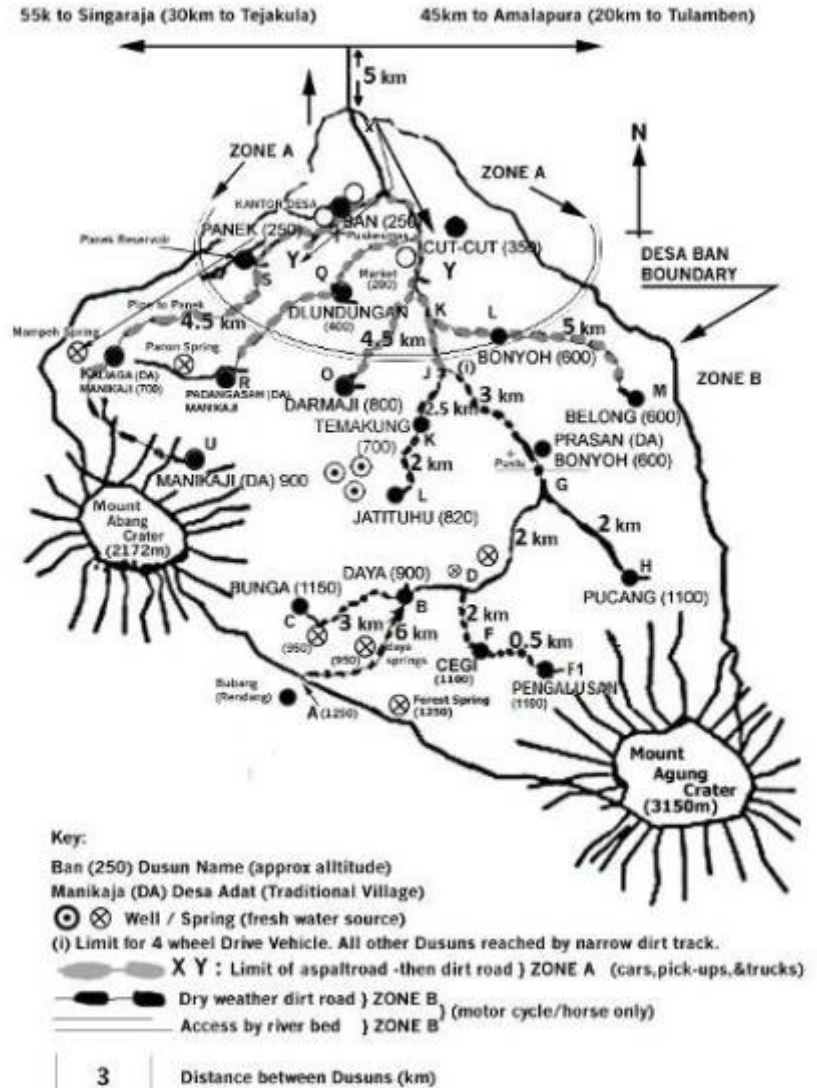 55k to Singaraja (30km to Tejakula)
45km to Amalapura (20km to Tulamben)
5 km
N
X
ZONE A
ZONE A
KANTOR DESA
BAN (250)
PANEK (250)
Puskesmas
CUT-CUT (350)
Panek Reservoir
DESA BAN
BOUNDARY
Y
Y
S
Q
Market
(200)
Pipe to Panek
DLUNDUNGAN
(400)
K
L
4.5 km
5 km
Mampoh Spring
4.5 km
BONYOH (600)
Panon Spring
ZONE B
KALIAGA (DA)
MANIKAJI (700)
R
PADANGASAH (DA)
MANIKAJI
O
J
(i)
3 km
M
DARMAJI (800)
2.5 km
BELONG (600)
TEMAKUNG
(700)
K
PRASAN (DA)
BONYOH (600)
Pustu
U
2 km
G
MANIKAJI (DA) 900
L
JATITUHU (820)
Mount
Abang
Crater
(2172m)
2 km
2 km
H
DAYA (900)
D
PUCANG (1100)
BUNGA (1150)
B
C
3 km
6 km
2 km
F
0.5 km
(950)
(950)
daya
springs
CEGI
(1100)
F1
PENGALUSAN
(1180)
Bubang
(Rendang)
A (1250)
Forest Spring
(1250)
Mount
Agung
Crater
(3150m)
Key:
Ban (250) Dusun Name (approx alltitude)
Manikaja (DA) Desa Adat (Traditional Village)
Well / Spring (fresh water source)
(i) Limit for 4 wheel Drive Vehicle. All other Dusuns reached by narrow dirt track.
X Y : Limit of aspaltroad -then dirt road } ZONE A (cars,pick-ups,&trucks)
Dry weather dirt road } ZONE B
} (motor cycle/horse only)
Access by river bed } ZONE B
3 Distance between Dusuns (km)